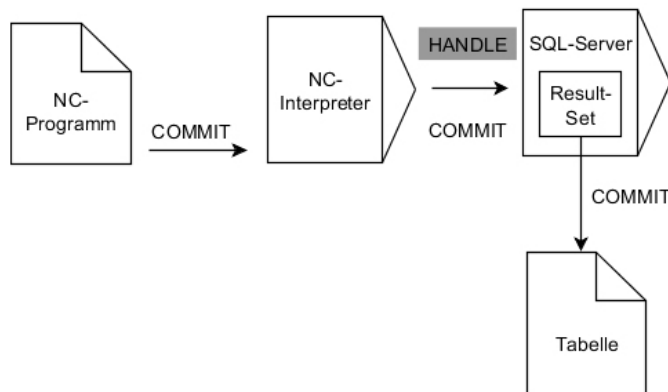 NC-
Programm
COMMIT
NC-
Interpreter
HANDLE
COMMIT
SQL-Server
Result-
Set
COMMIT
Tabelle